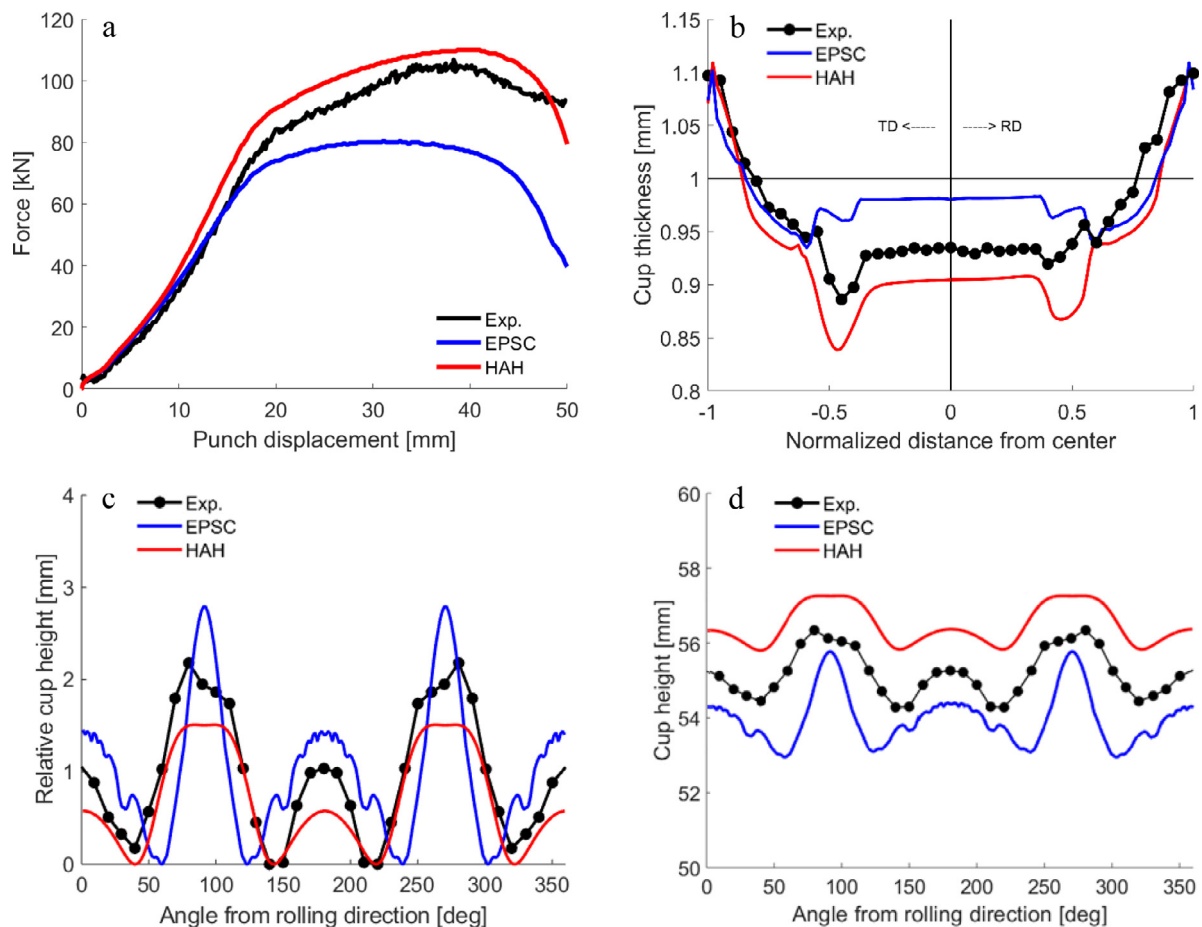 a
120
100
80
60
40
20
0
Force [kN]
Exp.
EPSC
HAH
0 10 20 30 40 50
Punch displacement [mm]
b
Exp.
EPSC
HAH
1.15
1.1
1.05
1
0.95
0.9
0.85
0.8
Cup thickness [mm]
TD <----- -----> RD
-1 -0.5 0 0.5 1
Normalized distance from center
c
Exp.
EPSC
HAH
4
3
2
1
0
Relative cup height [mm]
0 50 100 150 200 250 300 350
Angle from rolling direction [deg]
d
Exp.
EPSC
HAH
60
58
57
56
54
52
50
Cup height [mm]
0 50 100 150 200 250 300 350
Angle from rolling direction [deg]